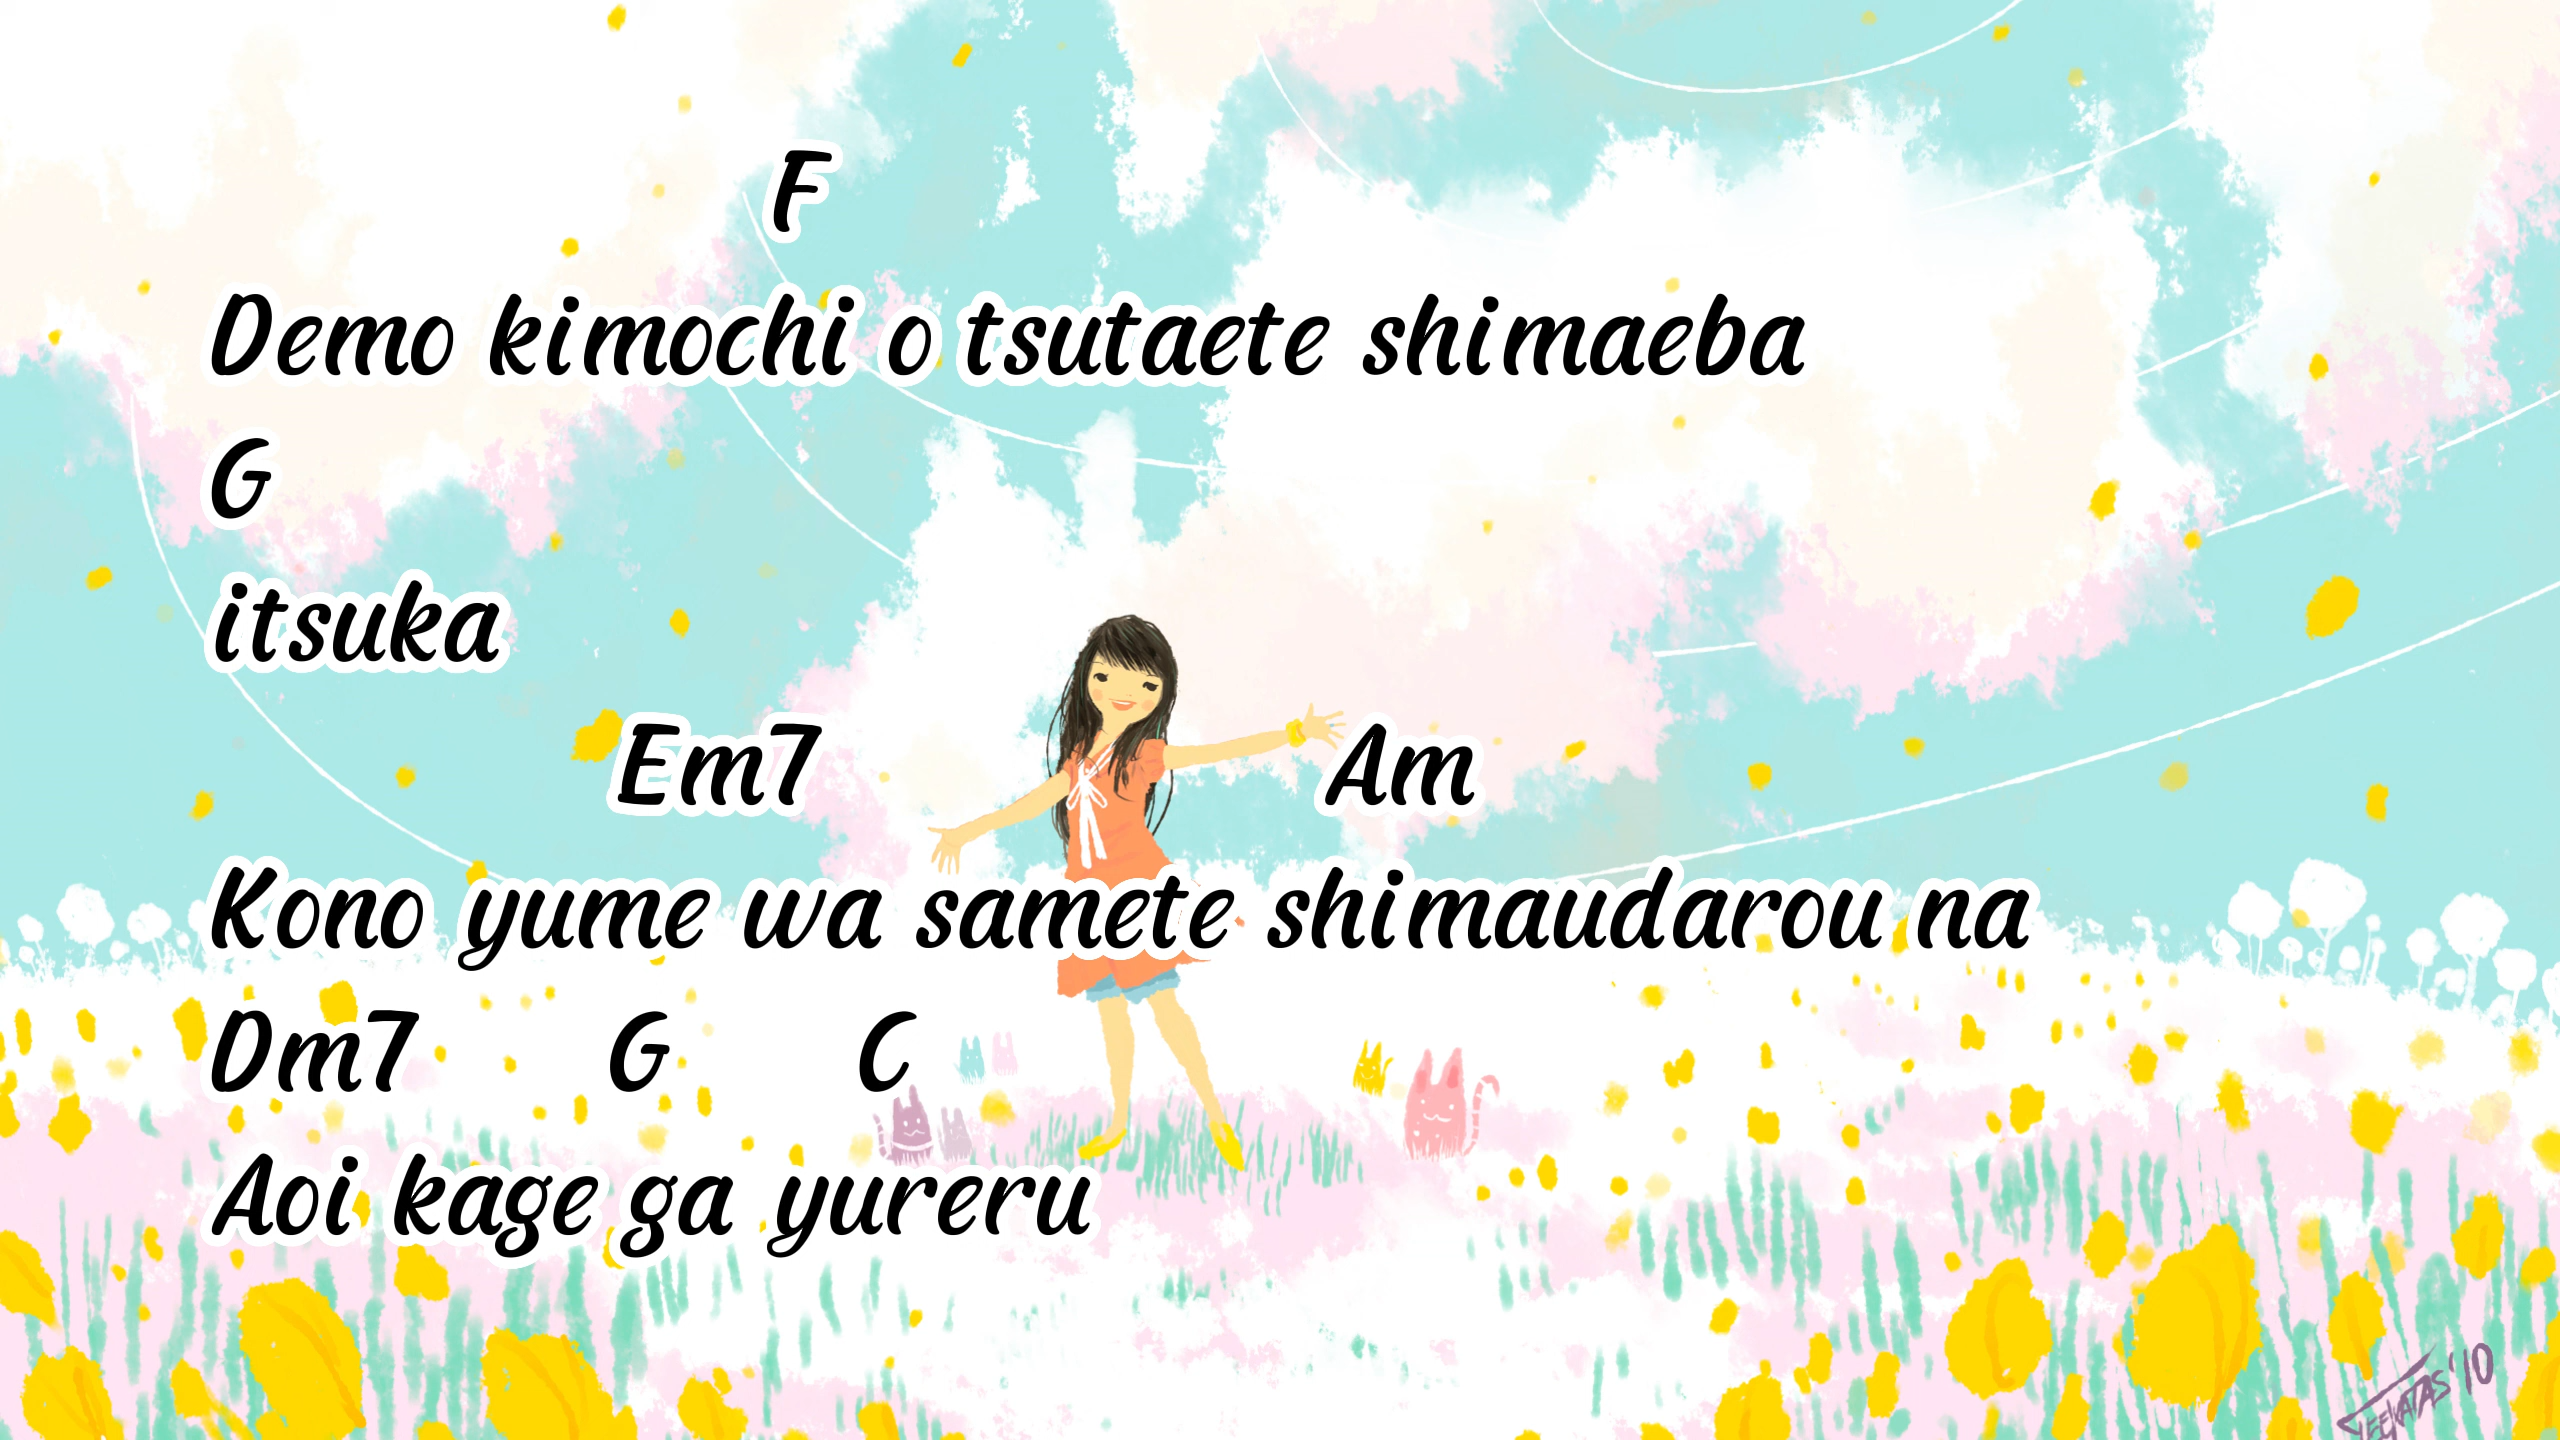 F
Demo kimochi o tsutaete shimaeba
G
itsuka
Em7 Am
Kono yume wa samete shimaudarou na
Dm7 G C
Aoi kage ga yureru